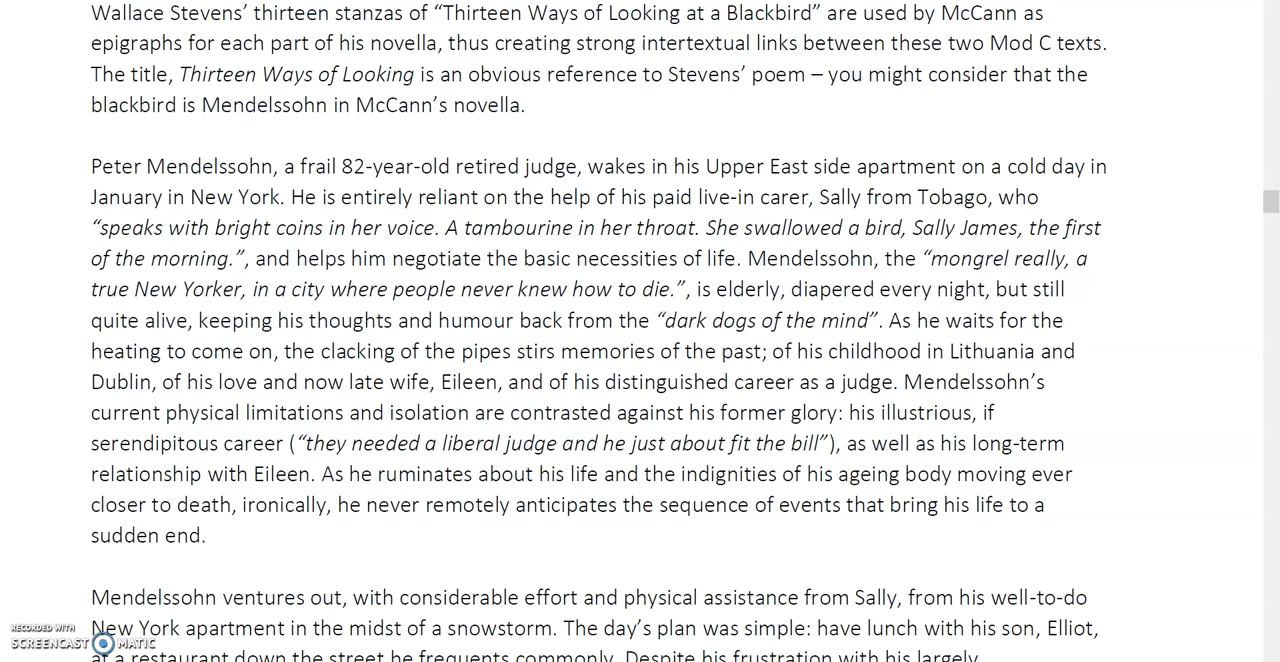 Wallace Stevens’ thirteen stanzas of “Thirteen Ways of Looking at a Blackbird” are used by McCann as
epigraphs for each part of his novella, thus creating strong intertextual links between these two Mod C texts.
The title, Thirteen Ways of Looking is an obvious reference to Stevens’ poem – you might consider that the
blackbird is Mendelssohn in McCann’s novella.
Peter Mendelssohn, a frail 82-year-old retired judge, wakes in his Upper East side apartment on a cold day in
January in New York. He is entirely reliant on the help of his paid live-in carer, Sally from Tobago, who
“speaks with bright coins in her voice. A tambourine in her throat. She swallowed a bird, Sally James, the first
of the morning.”, and helps him negotiate the basic necessities of life. Mendelssohn, the “mongrel really, a
true New Yorker, in a city where people never knew how to die.”, is elderly, diapered every night, but still
quite alive, keeping his thoughts and humour back from the “dark dogs of the mind”. As he waits for the
heating to come on, the clacking of the pipes stirs memories of the past; of his childhood in Lithuania and
Dublin, of his love and now late wife, Eileen, and of his distinguished career as a judge. Mendelssohn’s
current physical limitations and isolation are contrasted against his former glory: his illustrious, if
serendipitous career (“they needed a liberal judge and he just about fit the bill”), as well as his long-term
relationship with Eileen. As he ruminates about his life and the indignities of his ageing body moving ever
closer to death, ironically, he never remotely anticipates the sequence of events that bring his life to a
sudden end.
Mendelssohn ventures out, with considerable effort and physical assistance from Sally, from his well-to-do
New York apartment in the midst of a snowstorm. The day’s plan was simple: have lunch with his son, Elliot,
at a restaurant down the street he frequents commonly. Despite his frustration with his largely
RECORDED WITH
SCREENCAST MATIC